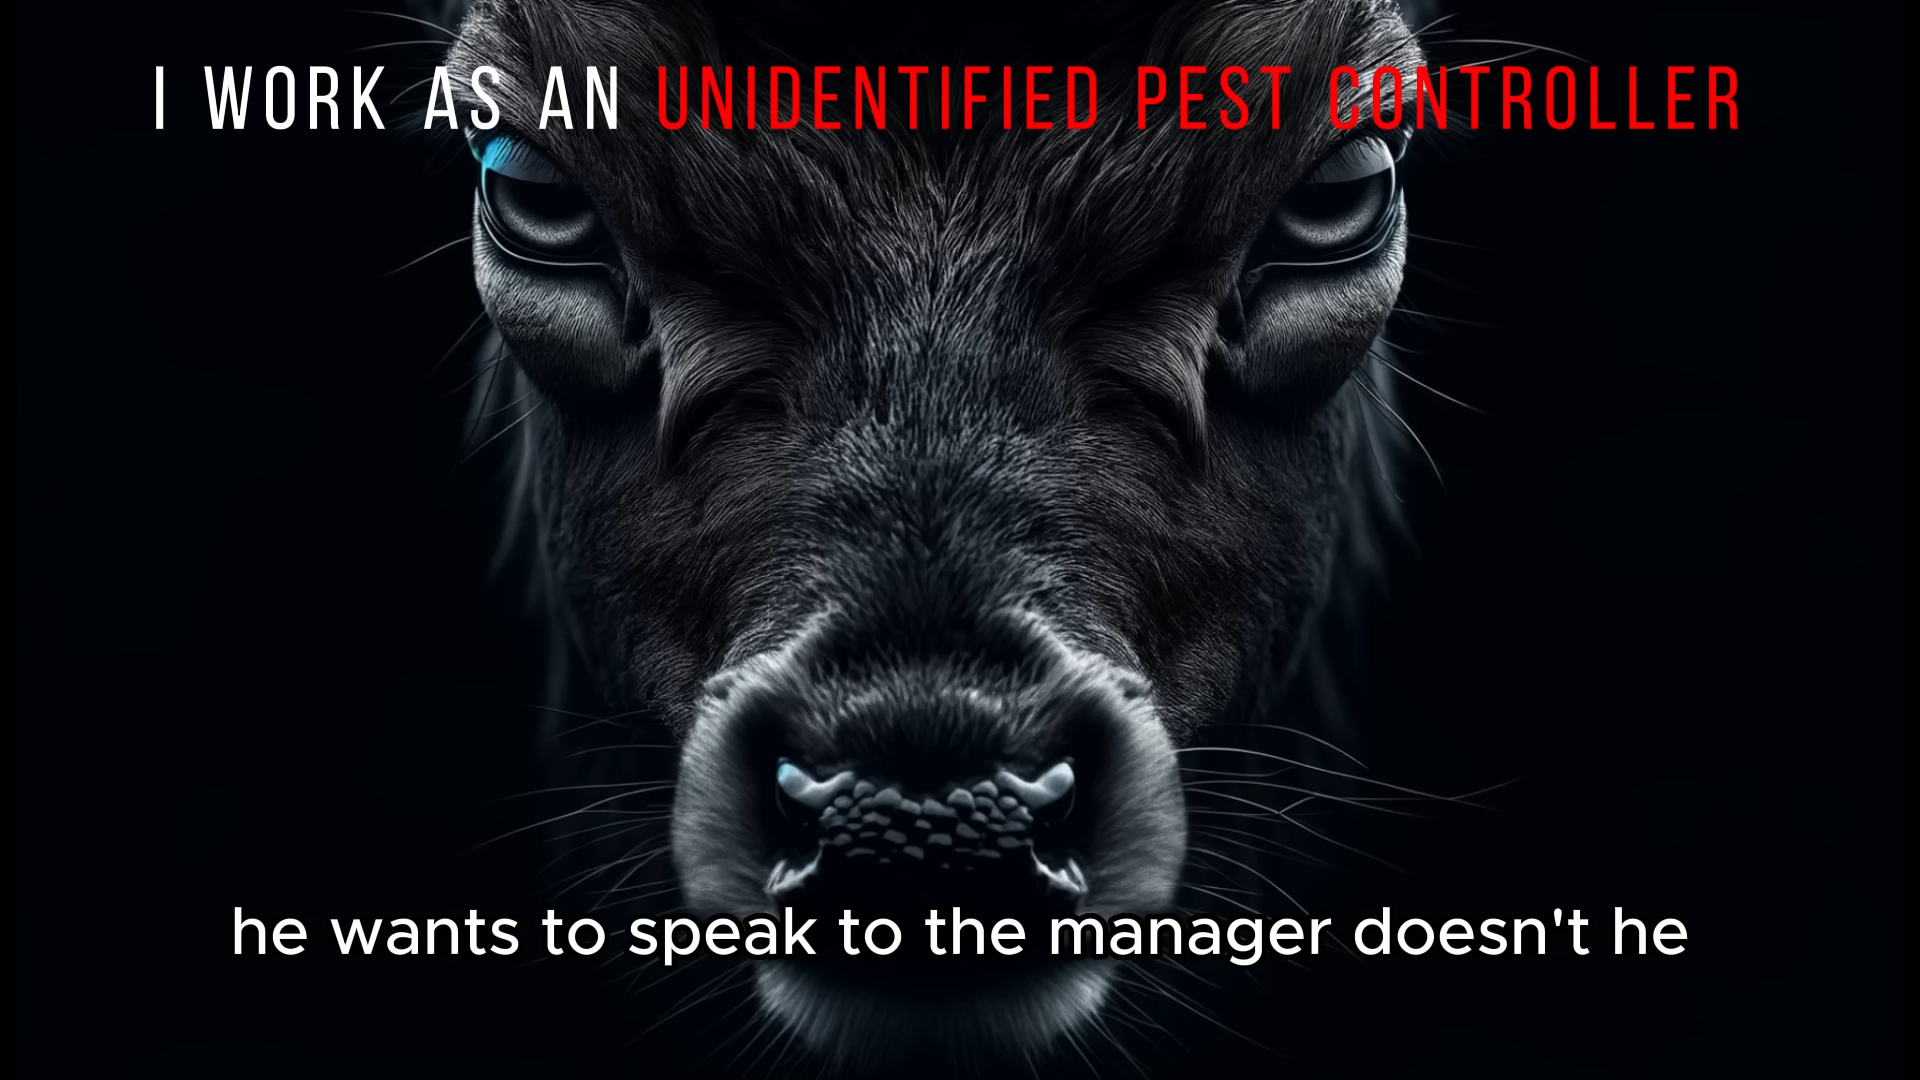 I WORK AS AN UNIDENTIFIED PEST CONTROLLER
he wants to speak to the manager doesn't he